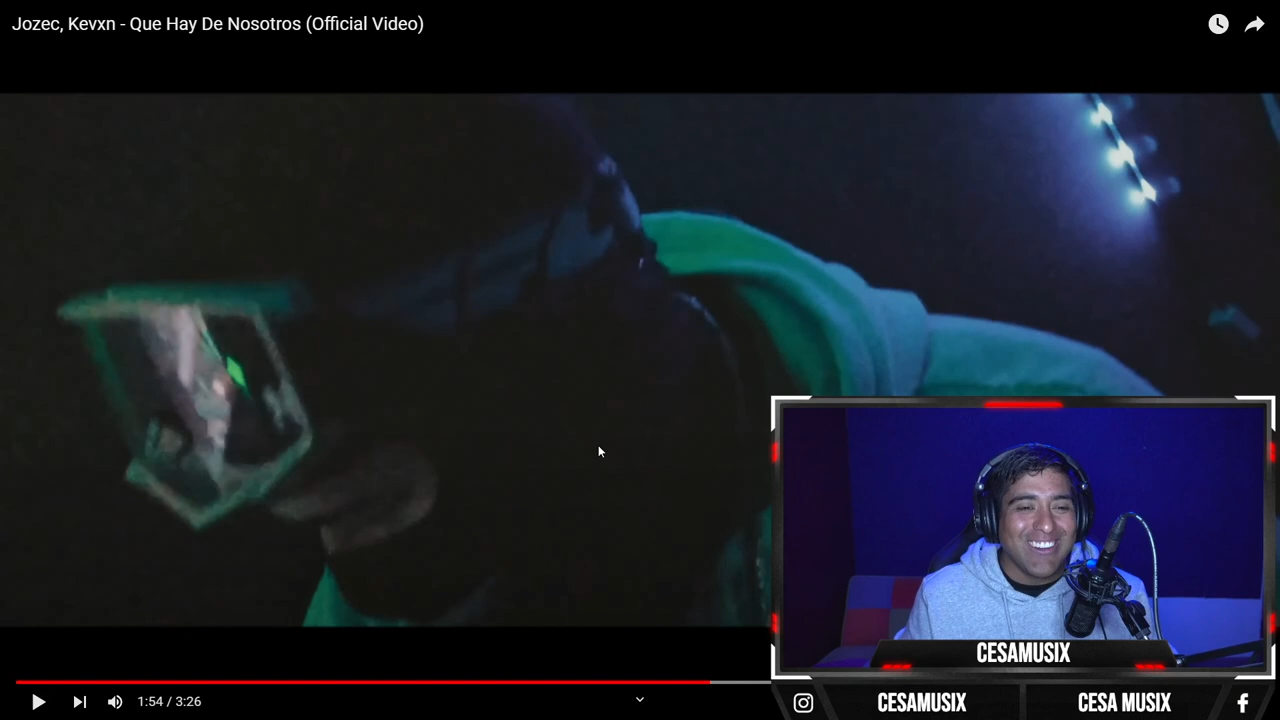 Jozec, Kevxn - Que Hay De Nosotros (Official Video)
CESAMUSIX
1:54 / 3:26
CESAMUSIX
CESA MUSIX